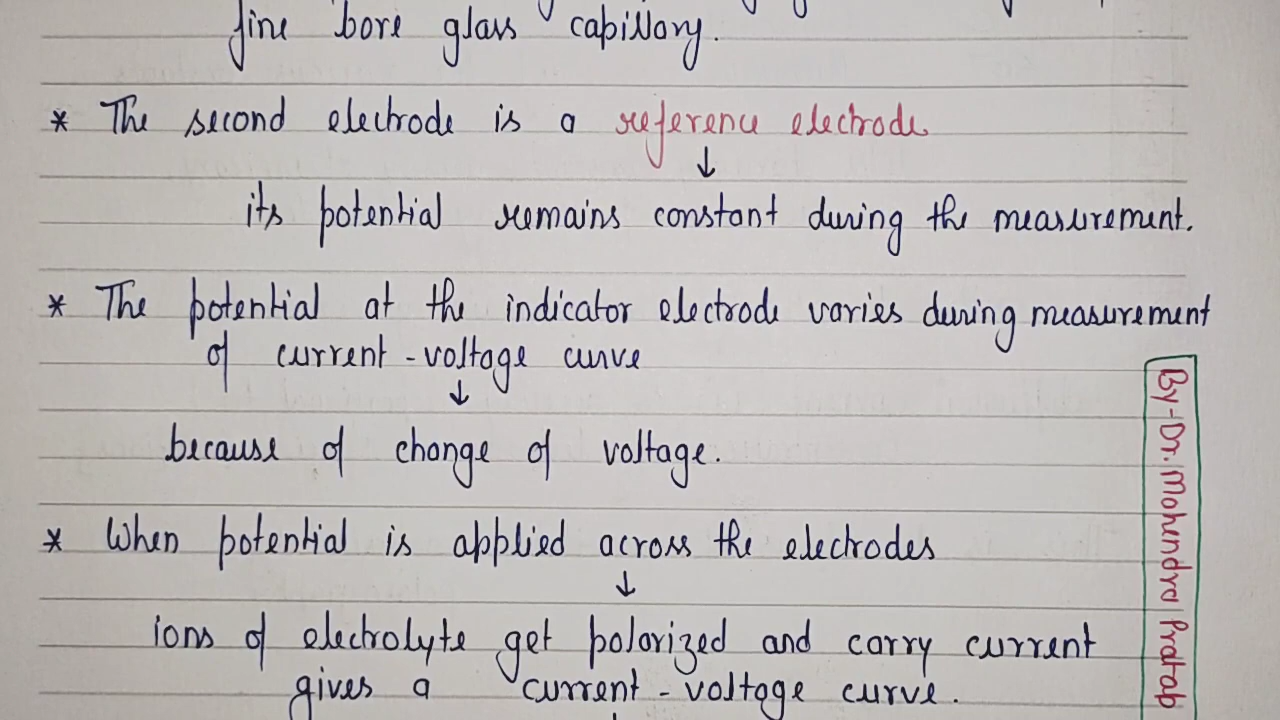 fine bore glass capillary.
* The second electrode is a reference electrode
↓
its potential remains constant during the measurement.
* The potential at the indicator electrode varies during measurement
of current-voltage curve
↓
because of change of voltage.
* When potential is applied across the electrodes
↓
ions of electrolyte get polarized and carry current
gives a current-voltage curve.
By-Dr. Mahendra Pratap